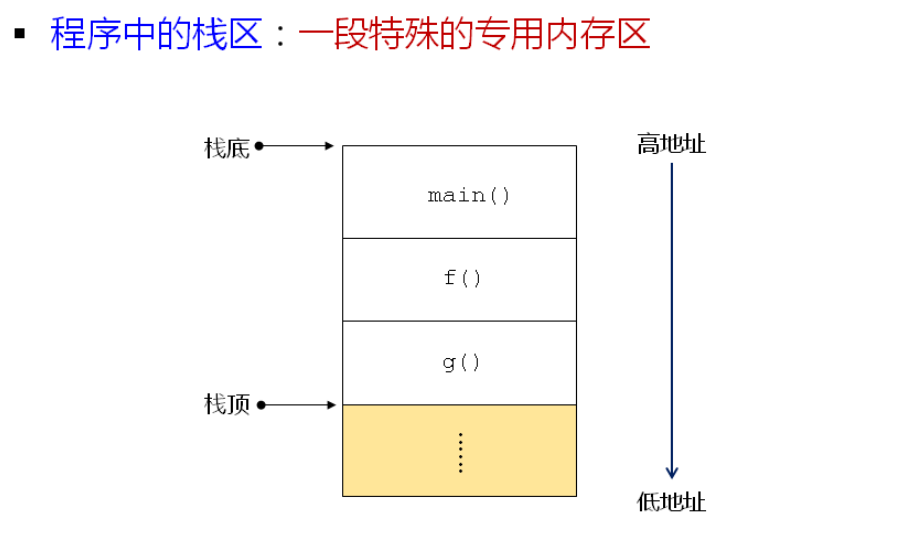 ▪ 程序中的栈区：一段特殊的专用内存区
栈底
高地址
main()
f()
g()
栈顶
……
低地址